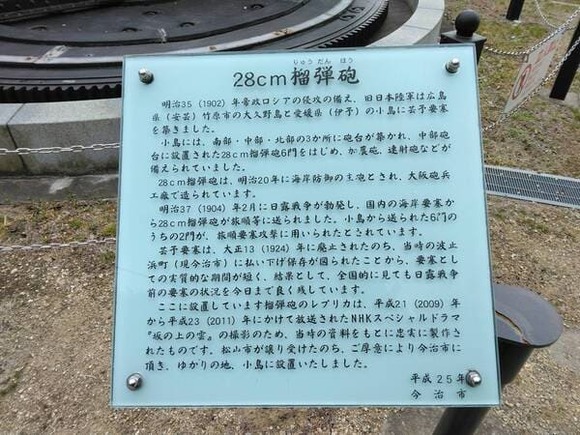 りゅうだんほう
28cm榴弾砲
明治35（1902）年帝政ロシアの侵攻の備え，旧日本陸軍は広島
県（安芸）竹原市の大久野島と愛媛県（伊予）の小島に芸予要塞
を築きました。
小島には，南部・中部・北部の3か所に砲台が築かれ，中部砲
台に設置された28cm榴弾砲6門をはじめ，加農砲，速射砲などが
備えられていました。
28cm榴弾砲は，明治20年に海岸防御の主砲とされ，大阪砲兵
工廠で造られています。
明治37（1904）年2月に日露戦争が勃発し，国内の海岸要塞か
ら28cm榴弾砲が旅順等に送られました。小島から送られた6門の
うちの2門が，旅順要塞攻撃に用いられたとされています。
芸予要塞は，大正13（1924）年に廃止されたのち，当時の波止
浜町（現今治市）に払い下げ保存が図られたことから，要塞とし
ての実質的な期間が短く，結果として，全国的に見ても日露戦争
前の要塞の状況を今日まで良く残しています。
ここに設置しています榴弾砲のレプリカは，平成21（2009）年
から平成23（2011）年にかけて放送されたNHKスペシャルドラマ
『坂の上の雲』の撮影のため，当時の資料をもとに忠実に製作さ
れたものです。松山市が譲り受けたのち，ご厚意により今治市に
頂き，ゆかりの地，小島に設置いたしました。
平成25年
今治市